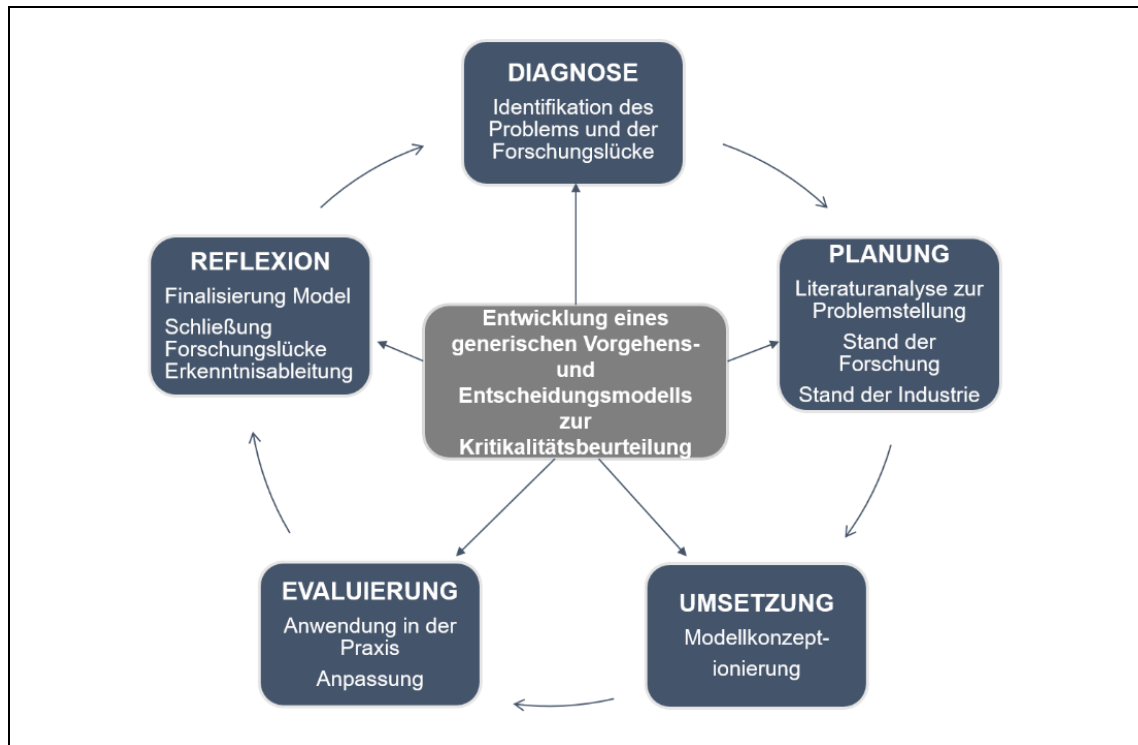 DIAGNOSE
Identifikation des
Problems und der
Forschungslücke
PLANUNG
Literaturanalyse zur
Problemstellung
Stand der
Forschung
Stand der Industrie
UMSETZUNG
Modellkonzept-
ionierung
EVALUIERUNG
Anwendung in der
Praxis
Anpassung
REFLEXION
Finalisierung Model
Schließung
Forschungslücke
Erkenntnisableitung
Entwicklung eines
generischen Vorgehens-
und
Entscheidungsmodells
zur
Kritikalitätsbeurteilung